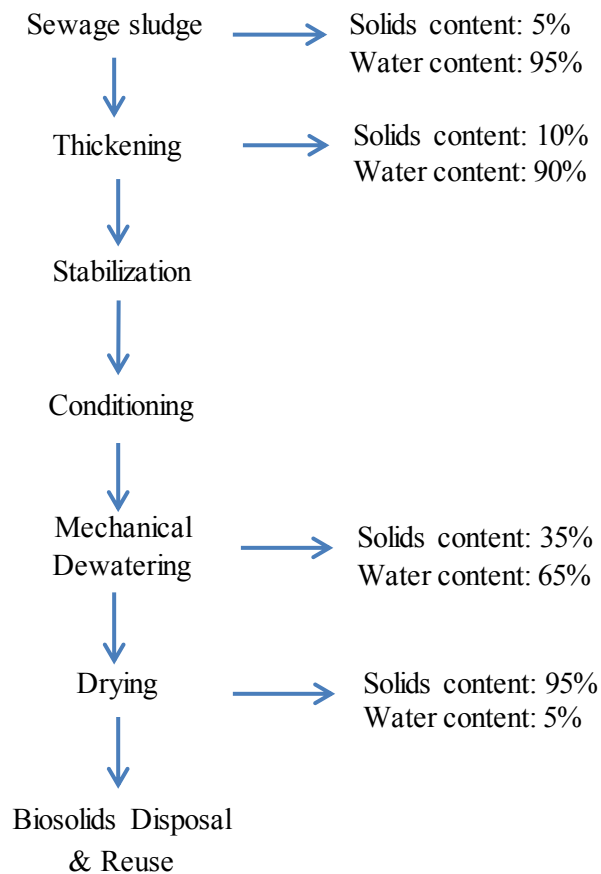 Sewage sludge
Solids content: 5%
Water content: 95%
Thickening
Solids content: 10%
Water content: 90%
Stabilization
Conditioning
Mechanical
Dewatering
Solids content: 35%
Water content: 65%
Drying
Solids content: 95%
Water content: 5%
Biosolids Disposal
& Reuse